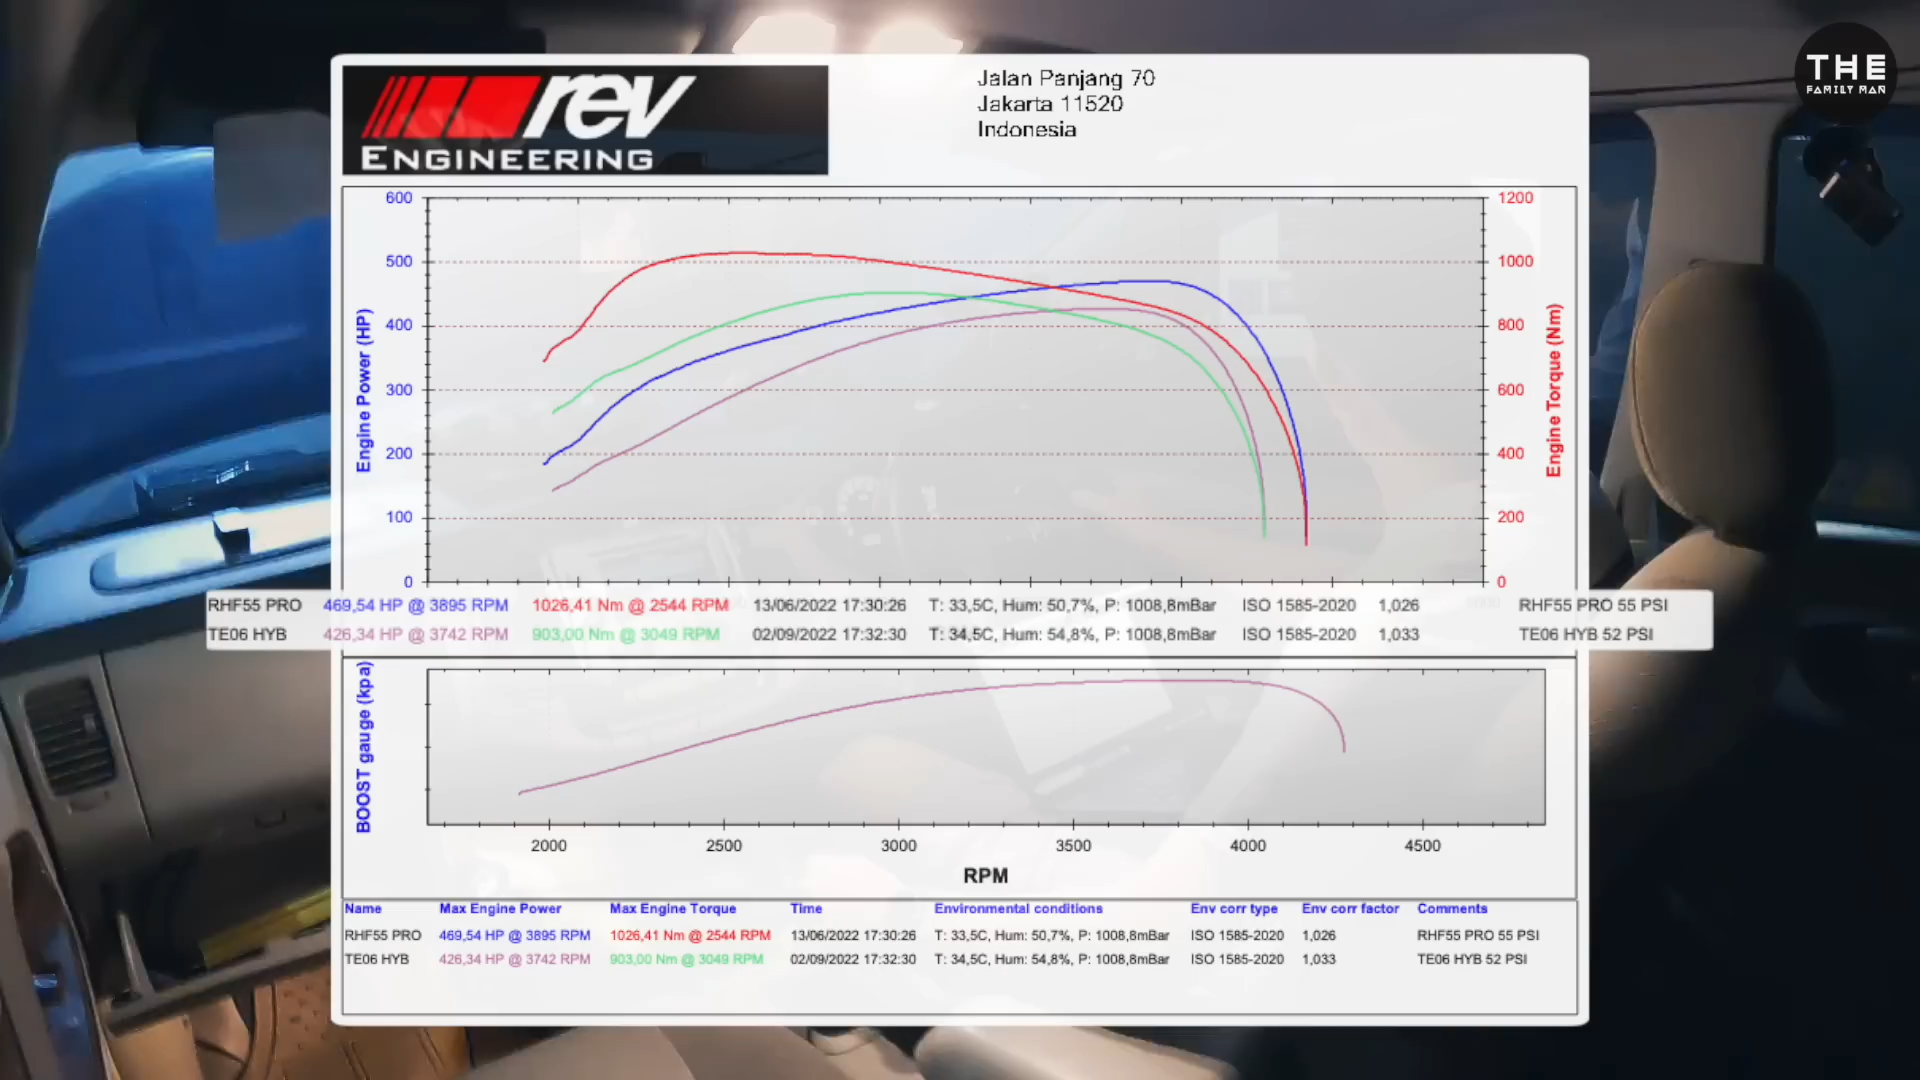 THE
FAMILY MAN
rev
ENGINEERING
Jalan Panjang 70
Jakarta 11520
Indonesia
600
500
400
300
200
100
0
Engine Power (HP)
1200
1000
800
600
400
200
0
Engine Torque (Nm)
RHF55 PRO 469,54 HP @ 3895 RPM 1026,41 Nm @ 2544 RPM 13/06/2022 17:30:26 T: 33,5C, Hum: 50,7%, P: 1008,8mBar ISO 1585-2020 1,026 RHF55 PRO 55 PSI
TE06 HYB 426,34 HP @ 3742 RPM 903,00 Nm @ 3049 RPM 02/09/2022 17:32:30 T: 34,5C, Hum: 54,8%, P: 1008,8mBar ISO 1585-2020 1,033 TE06 HYB 52 PSI
BOOST gauge (kpa)
2000 2500 3000 3500 4000 4500
RPM
Name Max Engine Power Max Engine Torque Time Environmental conditions Env corr type Env corr factor Comments
RHF55 PRO 469,54 HP @ 3895 RPM 1026,41 Nm @ 2544 RPM 13/06/2022 17:30:26 T: 33,5C, Hum: 50,7%, P: 1008,8mBar ISO 1585-2020 1,026 RHF55 PRO 55 PSI
TE06 HYB 426,34 HP @ 3742 RPM 903,00 Nm @ 3049 RPM 02/09/2022 17:32:30 T: 34,5C, Hum: 54,8%, P: 1008,8mBar ISO 1585-2020 1,033 TE06 HYB 52 PSI